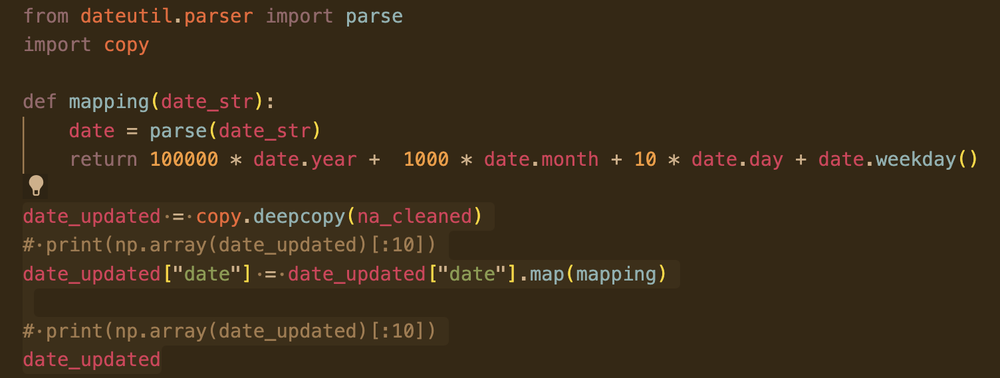 from dateutil.parser import parse
import copy

def mapping(date_str):
    date = parse(date_str)
    return 100000 * date.year +  1000 * date.month + 10 * date.day + date.weekday()

date_updated = copy.deepcopy(na_cleaned)
# print(np.array(date_updated)[:10])
date_updated["date"] = date_updated["date"].map(mapping)

# print(np.array(date_updated)[:10])
date_updated